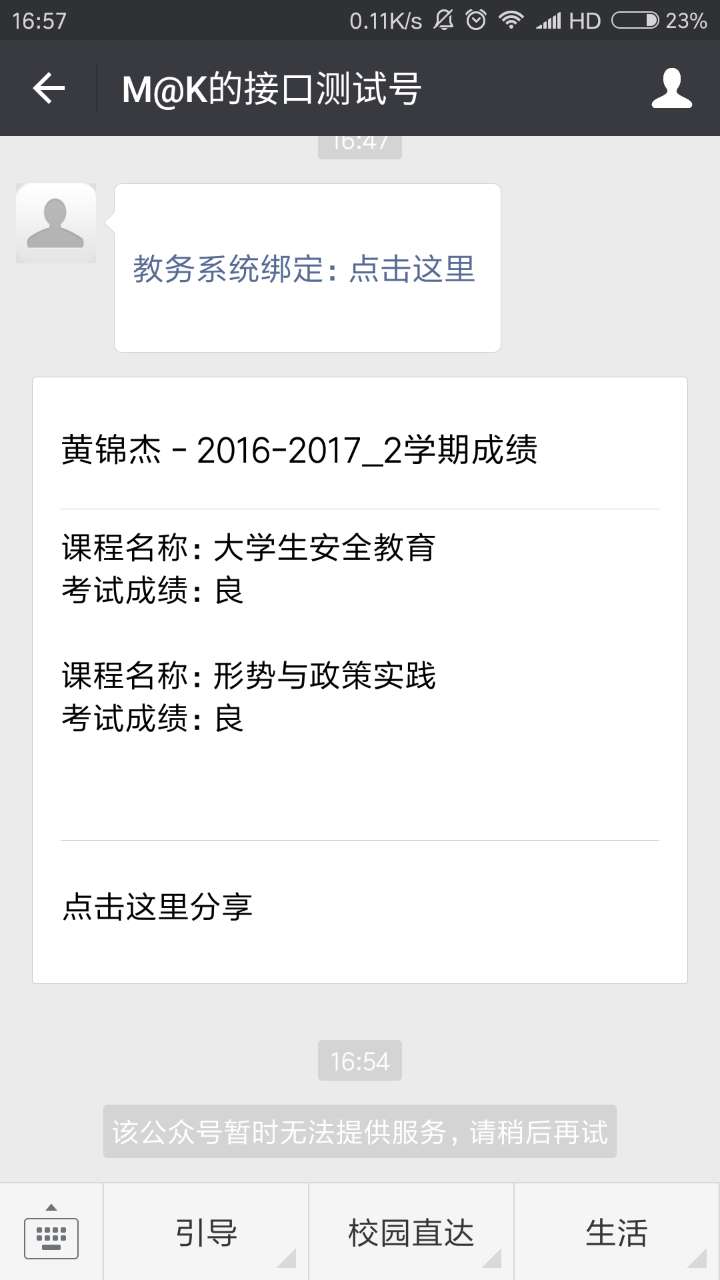 16:57 0.11K/s HD 23%
M@K的接口测试号
16:47
教务系统绑定：点击这里
黄锦杰 - 2016-2017_2学期成绩
课程名称：大学生安全教育
考试成绩：良
课程名称：形势与政策实践
考试成绩：良
点击这里分享
16:54
该公众号暂时无法提供服务，请稍后再试
引导 校园直达 生活